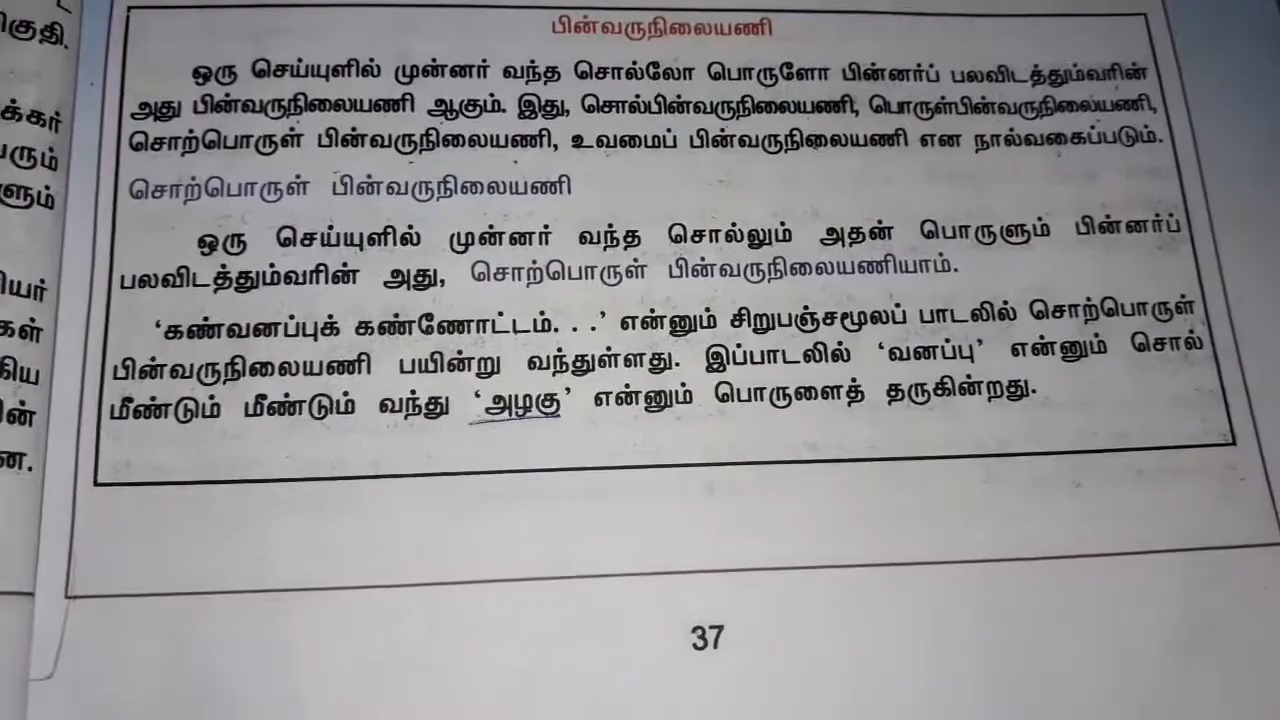 குதி.
க்கர்
ரும்
ளும்
யெர்
கள்
கிய
ின்
ன.
பின்வருநிலையணி
ஒரு செய்யுளில் முன்னர் வந்த சொல்லோ பொருளோ பின்னர்ப் பலவிடத்தும்வரின்
அது பின்வருநிலையணி ஆகும். இது, சொல்பின்வருநிலையணி, பொருள்பின்வருநிலையணி,
சொற்பொருள் பின்வருநிலையணி, உவமைப் பின்வருநிலையணி என நால்வகைப்படும்.
சொற்பொருள் பின்வருநிலையணி
ஒரு செய்யுளில் முன்னர் வந்த சொல்லும் அதன் பொருளும் பின்னர்ப்
பலவிடத்தும்வரின் அது, சொற்பொருள் பின்வருநிலையணியாம்.
‘கண்வனப்புக் கண்ணோட்டம். . .’ என்னும் சிறுபஞ்சமூலப் பாடலில் சொற்பொருள்
பின்வருநிலையணி பயின்று வந்துள்ளது. இப்பாடலில் ‘வனப்பு’ என்னும் சொல்
மீண்டும் மீண்டும் வந்து ‘அழகு’ என்னும் பொருளைத் தருகின்றது.
37